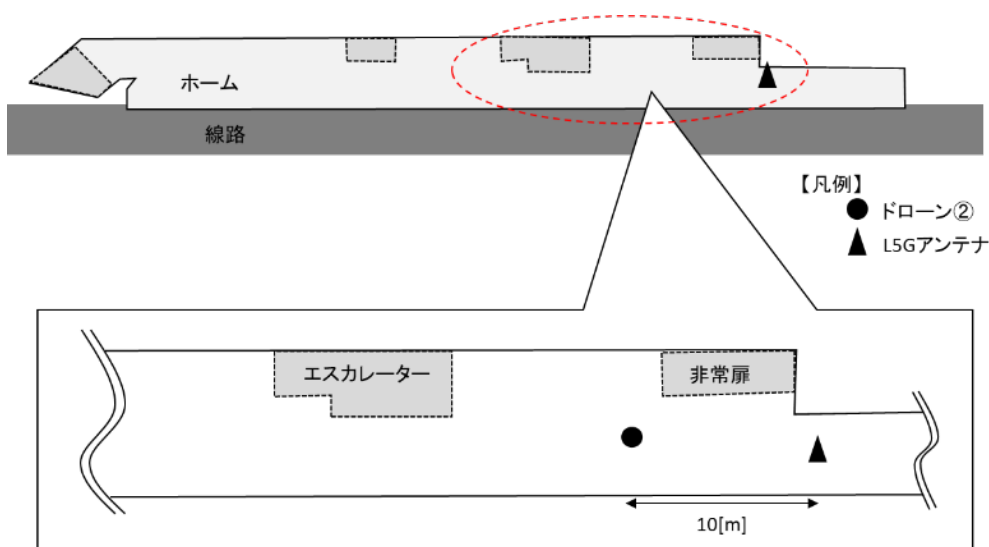 ホーム
線路
【凡例】
ドローン②
L5Gアンテナ
エスカレーター
非常扉
10[m]